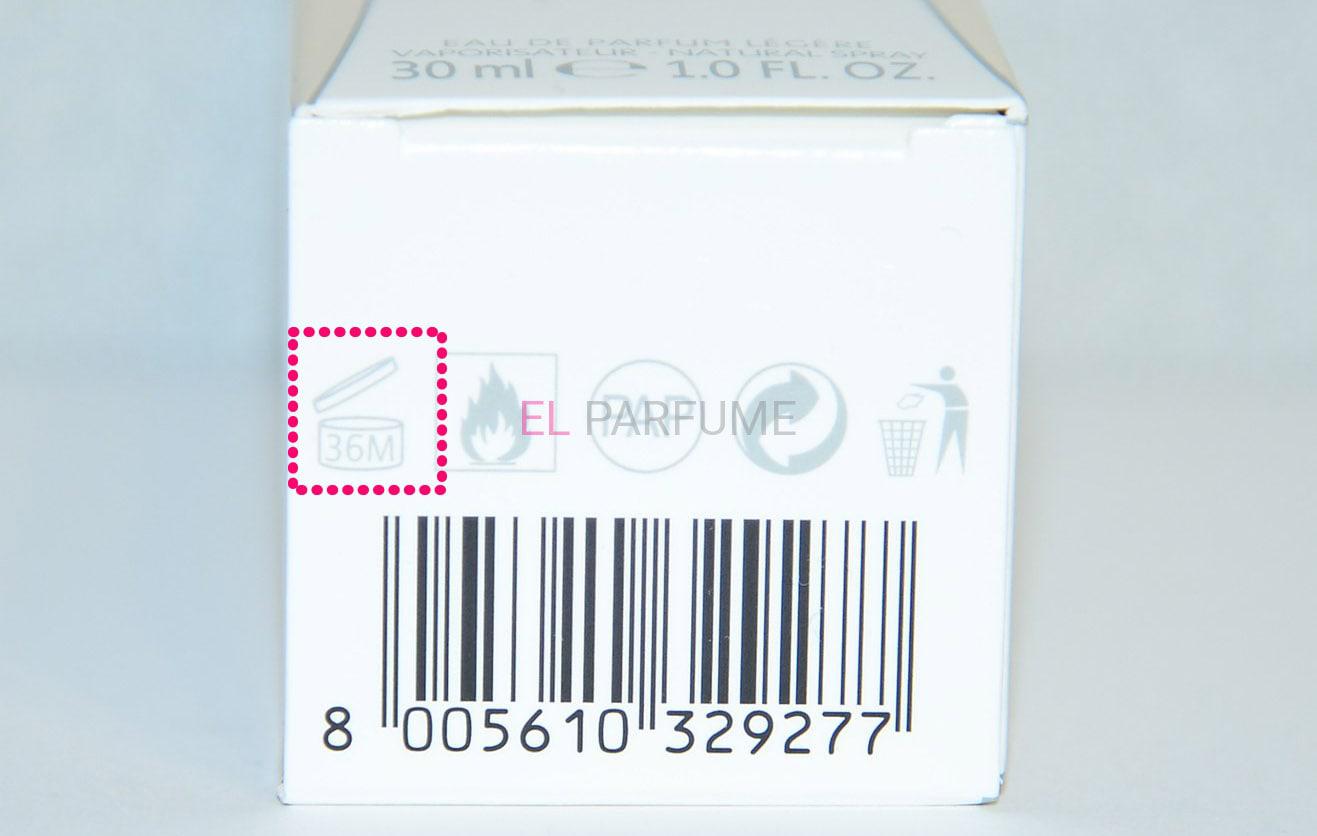 EAU DE PARFUM LÉGÈRE
VAPORISATEUR - NATURAL SPRAY
30 ml ℮ 1.0 FL. OZ.
36M
PAP
EL PARFUME
8 005610 329277